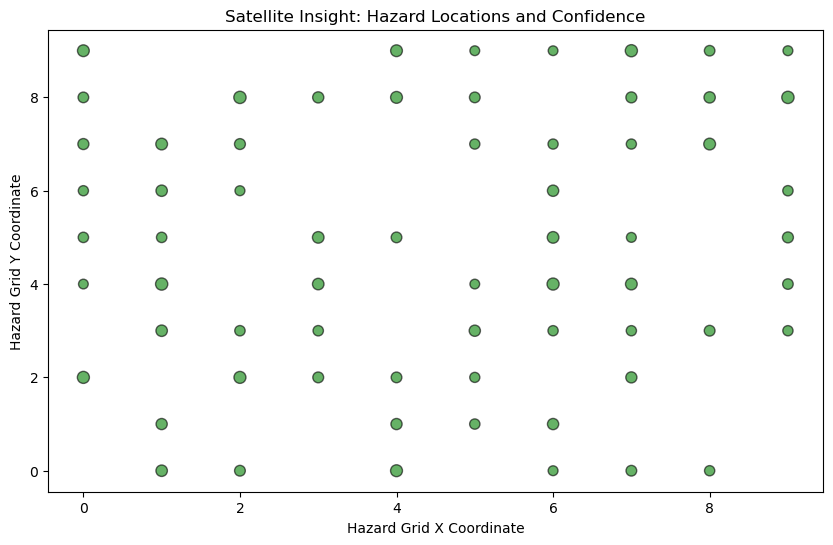 Satellite Insight: Hazard Locations and Confidence
Hazard Grid Y Coordinate
8
6
4
2
0
0 2 4 6 8
Hazard Grid X Coordinate